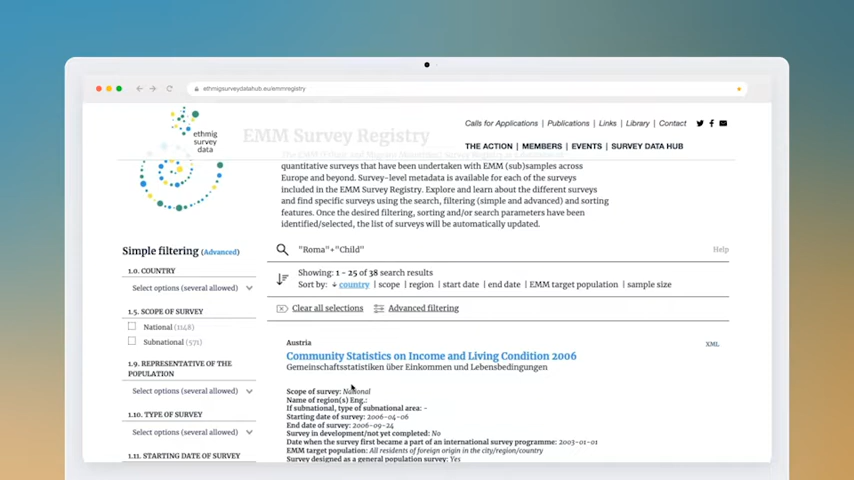 ethmigsurveydatahub.eu/emmregistry
ethmig
survey
data
EMM Survey Registry
Calls for Applications | Publications | Links | Library | Contact
THE ACTION | MEMBERS | EVENTS | SURVEY DATA HUB
quantitative surveys that have been undertaken with EMM (sub)samples across
Europe and beyond. Survey-level metadata is available for each of the surveys
included in the EMM Survey Registry. Explore and learn about the different surveys
and find specific surveys using the search, filtering (simple and advanced) and sorting
features. Once the desired filtering, sorting and/or search parameters have been
identified/selected, the list of surveys will be automatically updated.
Simple filtering (Advanced)
1.0. COUNTRY
Select options (several allowed)
1.5. SCOPE OF SURVEY
National (1148)
Subnational (571)
1.9. REPRESENTATIVE OF THE
POPULATION
Select options (several allowed)
1.10. TYPE OF SURVEY
Select options (several allowed)
1.11. STARTING DATE OF SURVEY
"Roma"+"Child"
Help
Showing: 1 - 25 of 38 search results
Sort by: ↓ country | scope | region | start date | end date | EMM target population | sample size
Clear all selections
Advanced filtering
Austria
XML
Community Statistics on Income and Living Condition 2006
Gemeinschaftsstatistiken über Einkommen und Lebensbedingungen
Scope of survey: National
Name of region(s) Eng.:
If subnational, type of subnational area: -
Starting date of survey: 2006-04-06
End date of survey: 2006-09-24
Survey in development/not yet completed: No
Date when the survey first became a part of an international survey programme: 2003-01-01
EMM target population: All residents of foreign origin in the city/region/country
Survey designed as a general population survey: Yes